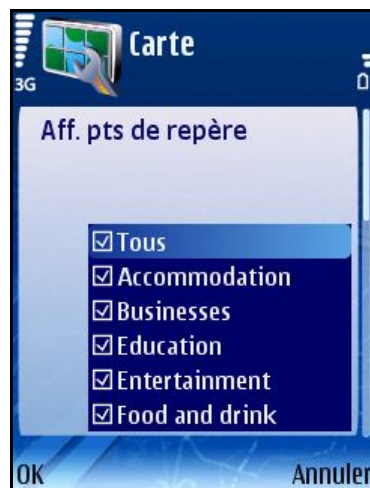 Carte
3G
Aff. pts de repère
Tous
Accommodation
Businesses
Education
Entertainment
Food and drink
OK Annuler